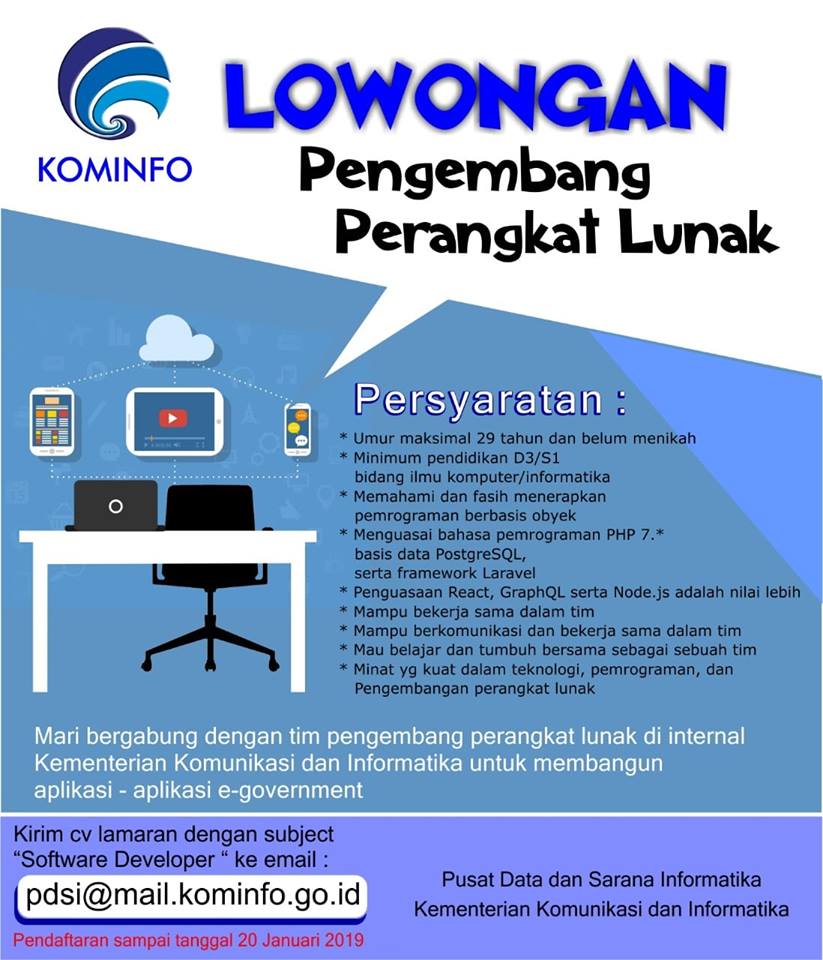 KOMINFO
LOWONGAN
Pengembang
Perangkat Lunak
Persyaratan :
* Umur maksimal 29 tahun dan belum menikah
* Minimum pendidikan D3/S1
bidang ilmu komputer/informatika
* Memahami dan fasih menerapkan
pemrograman berbasis obyek
* Menguasai bahasa pemrograman PHP 7.*
basis data PostgreSQL,
serta framework Laravel
* Penguasaan React, GraphQL serta Node.js adalah nilai lebih
* Mampu bekerja sama dalam tim
* Mampu berkomunikasi dan bekerja sama dalam tim
* Mau belajar dan tumbuh bersama sebagai sebuah tim
* Minat yg kuat dalam teknologi, pemrograman, dan
Pengembangan perangkat lunak
Mari bergabung dengan tim pengembang perangkat lunak di internal
Kementerian Komunikasi dan Informatika untuk membangun
aplikasi - aplikasi e-government
Kirim cv lamaran dengan subject
“Software Developer “ ke email :
pdsi@mail.kominfo.go.id
Pendaftaran sampai tanggal 20 Januari 2019
Pusat Data dan Sarana Informatika
Kementerian Komunikasi dan Informatika